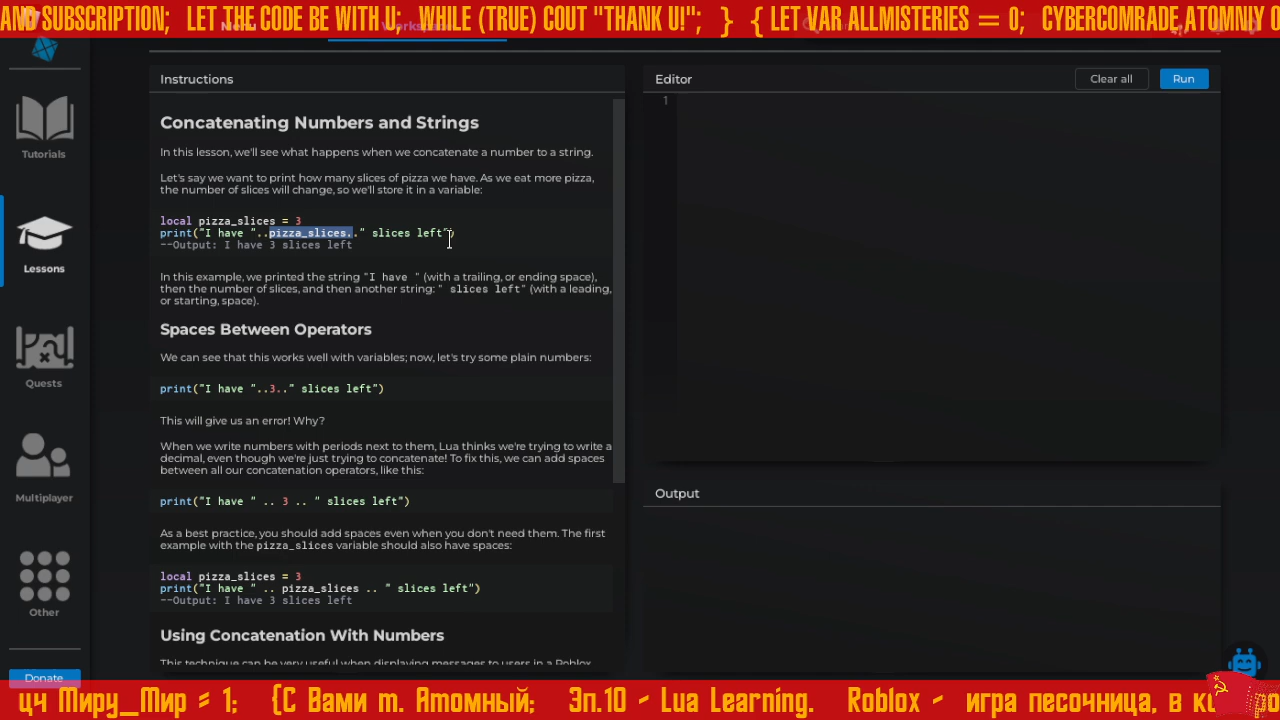 AND SUBSCRIPTION; LET THE CODE BE WITH U; WHILE (TRUE) COUT "THANK U!"; } { LET VAR ALLMISTERIES = 0; CYBERCOMRADE ATOMNIY
Tutorials
Lessons
Quests
Multiplayer
Other
Donate
Instructions
Concatenating Numbers and Strings
In this lesson, we'll see what happens when we concatenate a number to a string.
Let's say we want to print how many slices of pizza we have. As we eat more pizza,
the number of slices will change, so we'll store it in a variable:
local pizza_slices = 3
print("I have "..pizza_slices.." slices left")
--Output: I have 3 slices left
In this example, we printed the string "I have " (with a trailing, or ending space),
then the number of slices, and then another string: " slices left" (with a leading,
or starting, space).
Spaces Between Operators
We can see that this works well with variables; now, let's try some plain numbers:
print("I have "..3.." slices left")
This will give us an error! Why?
When we write numbers with periods next to them, Lua thinks we're trying to write a
decimal, even though we're just trying to concatenate! To fix this, we can add spaces
between all our concatenation operators, like this:
print("I have " .. 3 .. " slices left")
As a best practice, you should add spaces even when you don't need them. The first
example with the pizza_slices variable should also have spaces:
local pizza_slices = 3
print("I have " .. pizza_slices .. " slices left")
--Output: I have 3 slices left
Using Concatenation With Numbers
This technique can be very useful when displaying messages to users in a Roblox
Editor
Clear all
Run
1
Output
цч Миру_Мир = 1; {С Вами т. Атомный; Эп.10 - Lua Learning. Roblox - игра песочница, в